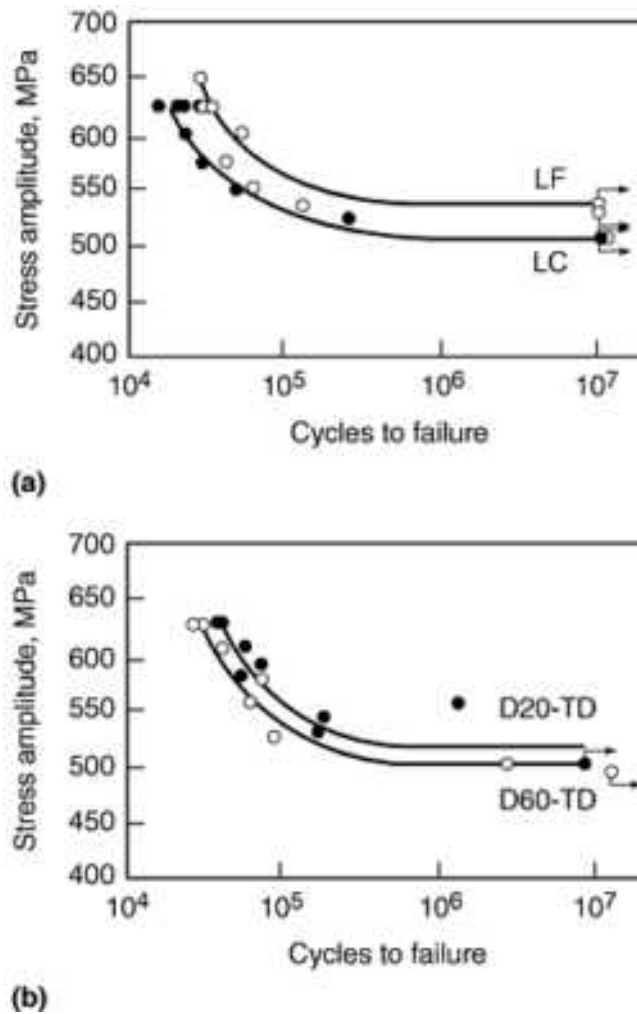 700
650
600
550
500
450
400
Stress amplitude, MPa
LF
LC
10⁴
10⁵
10⁶
10⁷
Cycles to failure
(a)
700
650
600
550
500
450
400
Stress amplitude, MPa
D20-TD
D60-TD
10⁴
10⁵
10⁶
10⁷
Cycles to failure
(b)